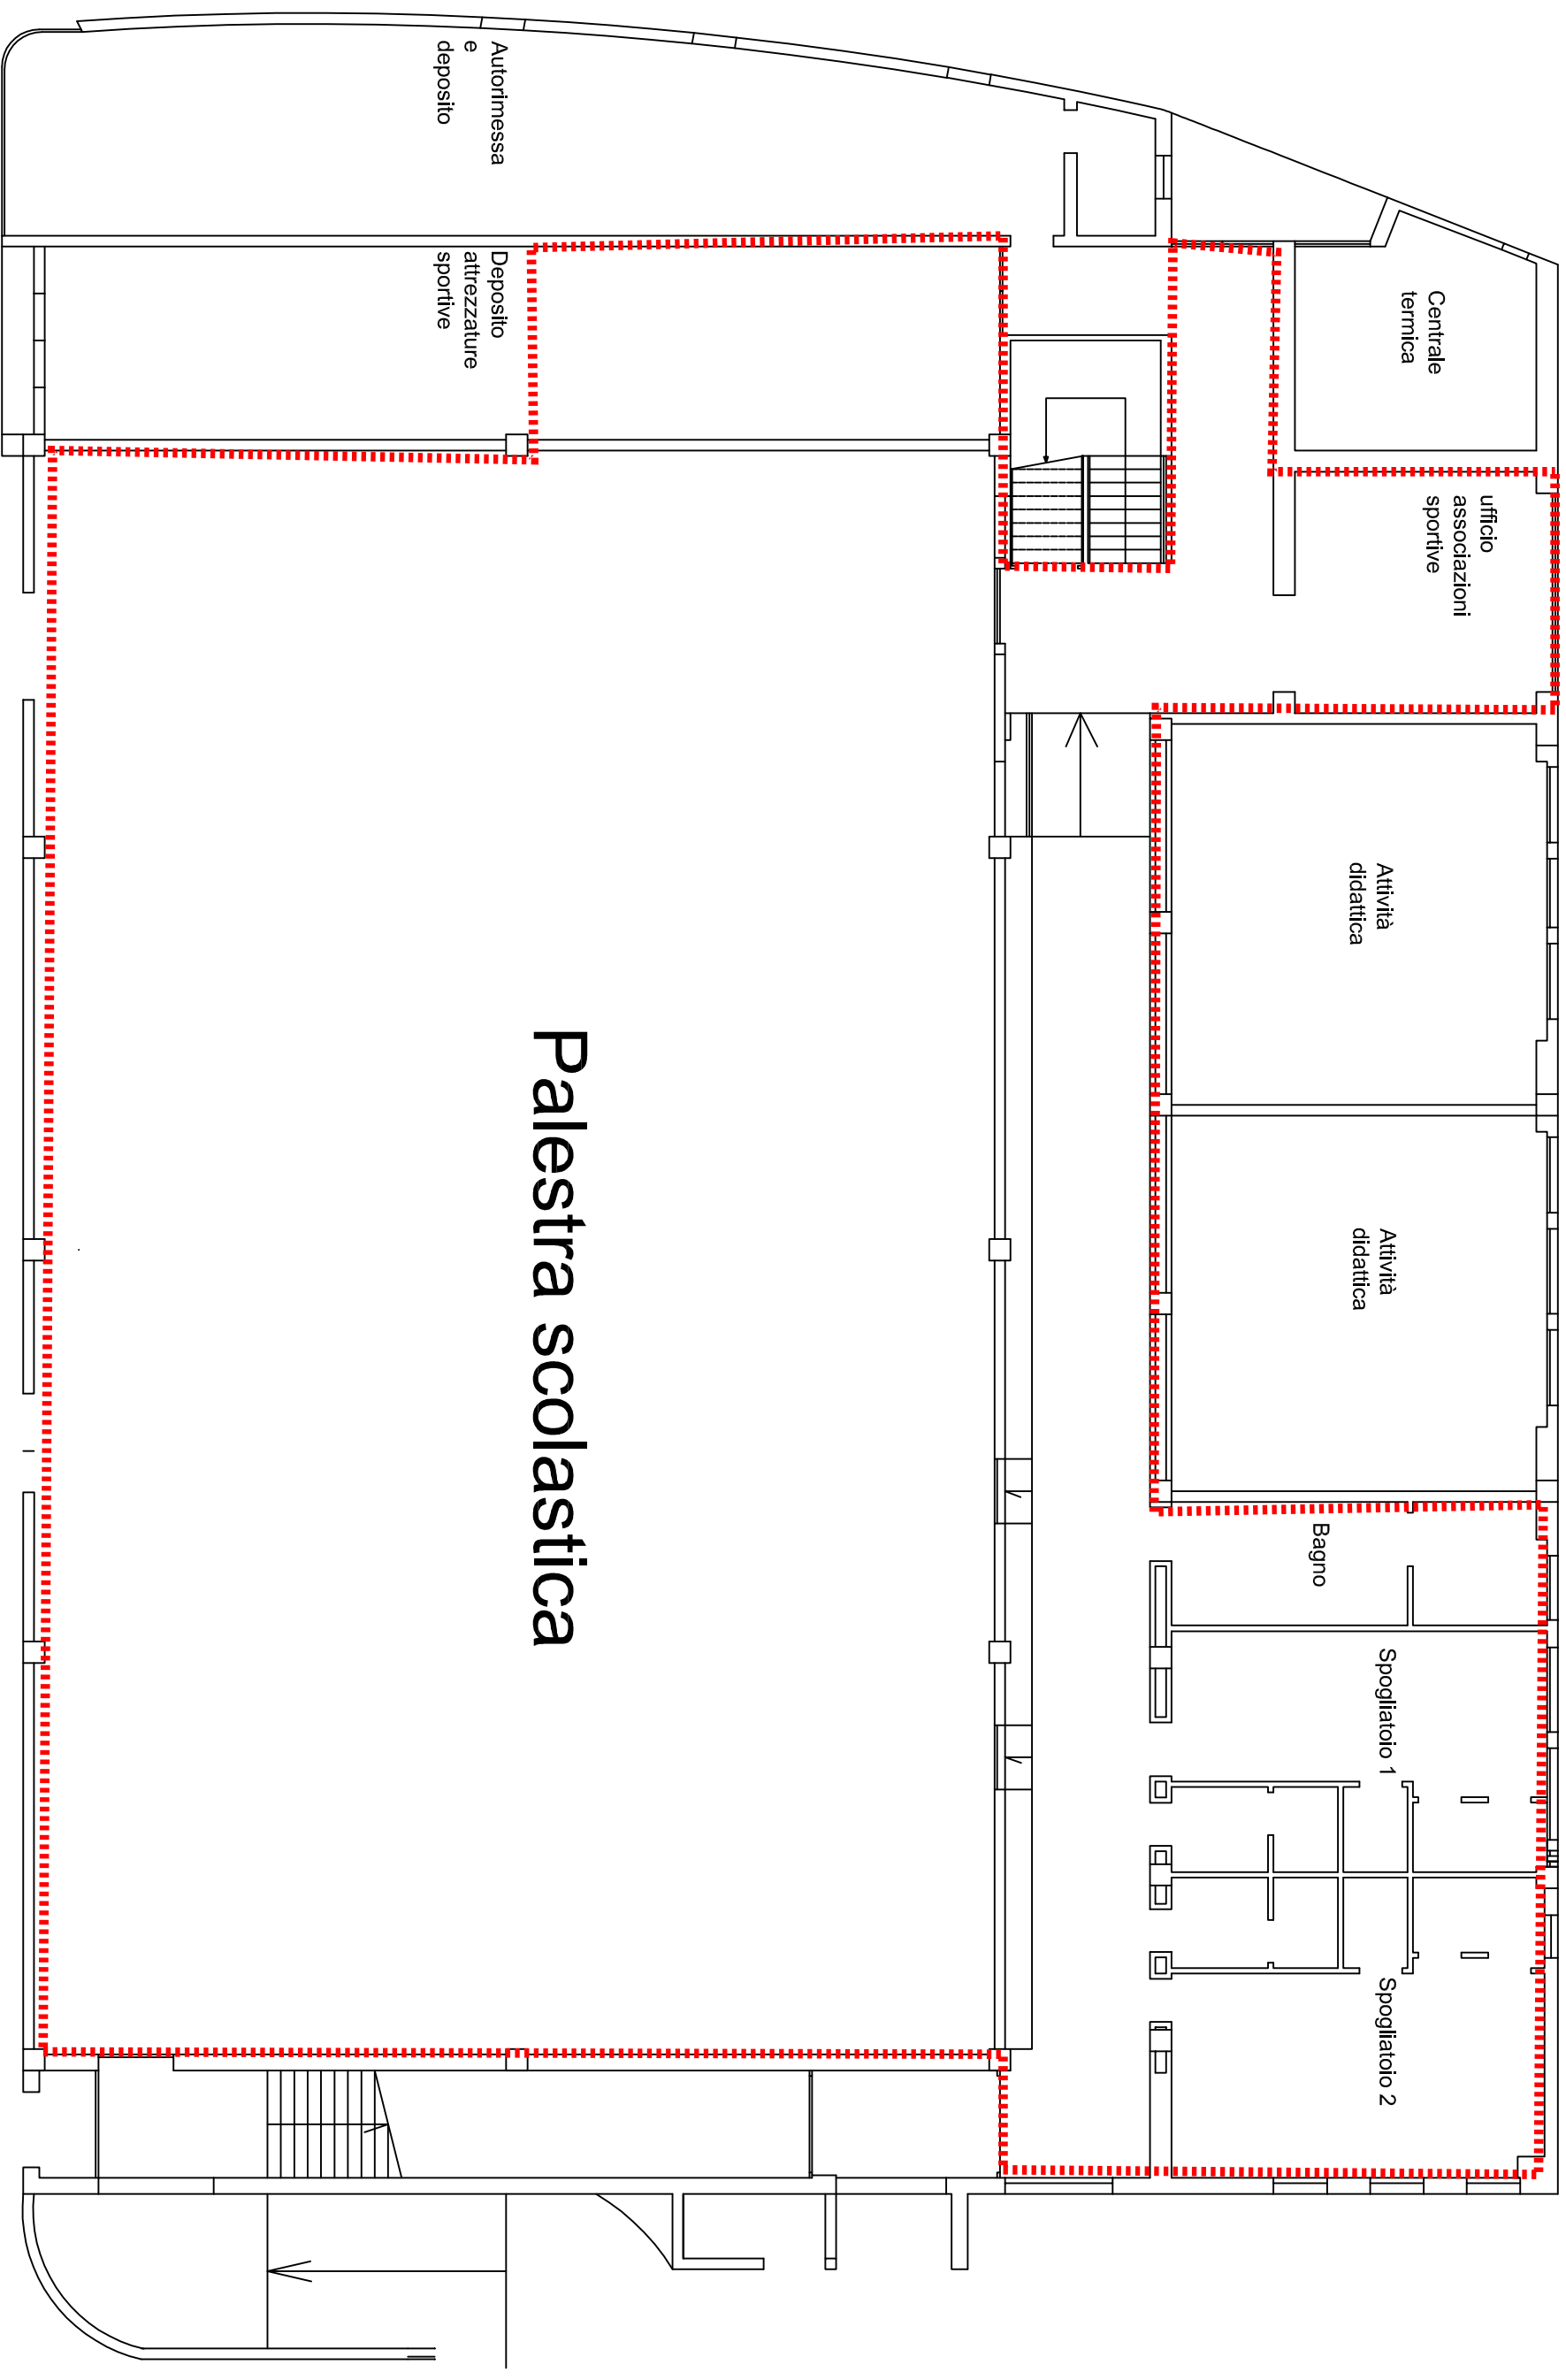 Centrale
termica
ufficio
associazioni
sportive
Autorimessa
e
deposito
Deposito
attrezzature
sportive
Attività
didattica
Attività
didattica
Bagno
Spogliatoio 1
Spogliatoio 2
Palestra scolastica